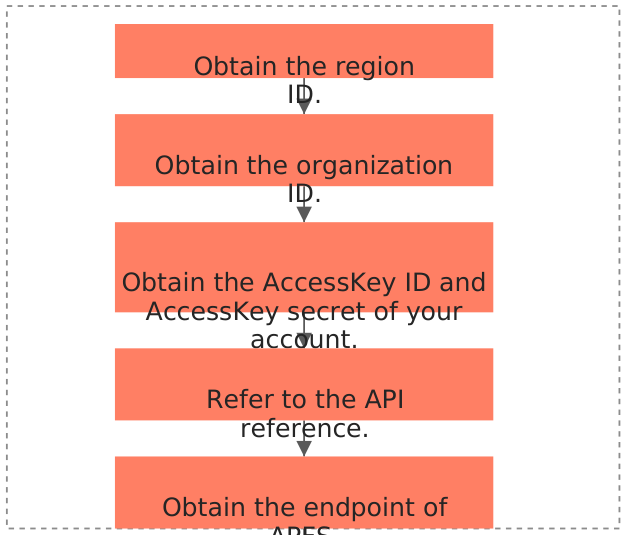 Obtain the region
ID.
Obtain the organization
ID.
Obtain the AccessKey ID and
AccessKey secret of your
account.
Refer to the API
reference.
Obtain the endpoint of